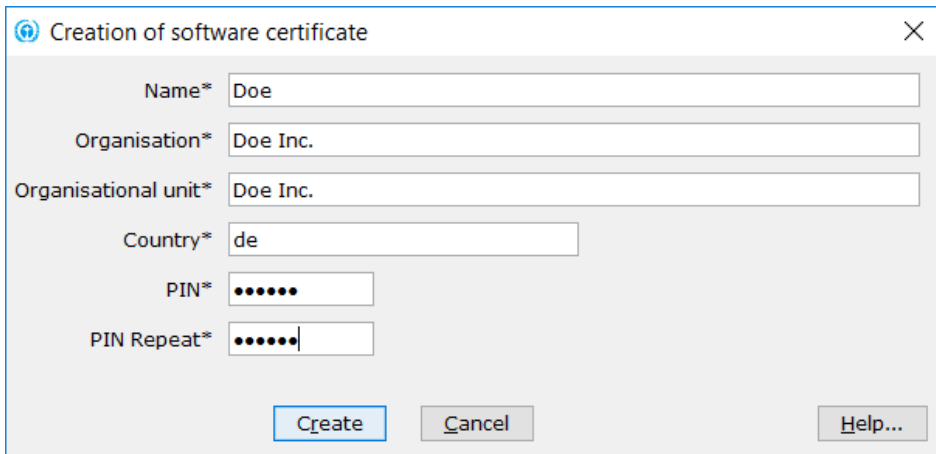 Creation of software certificate
Name* Doe
Organisation* Doe Inc.
Organisational unit* Doe Inc.
Country* de
PIN* ••••••
PIN Repeat* ••••••
Create Cancel Help...